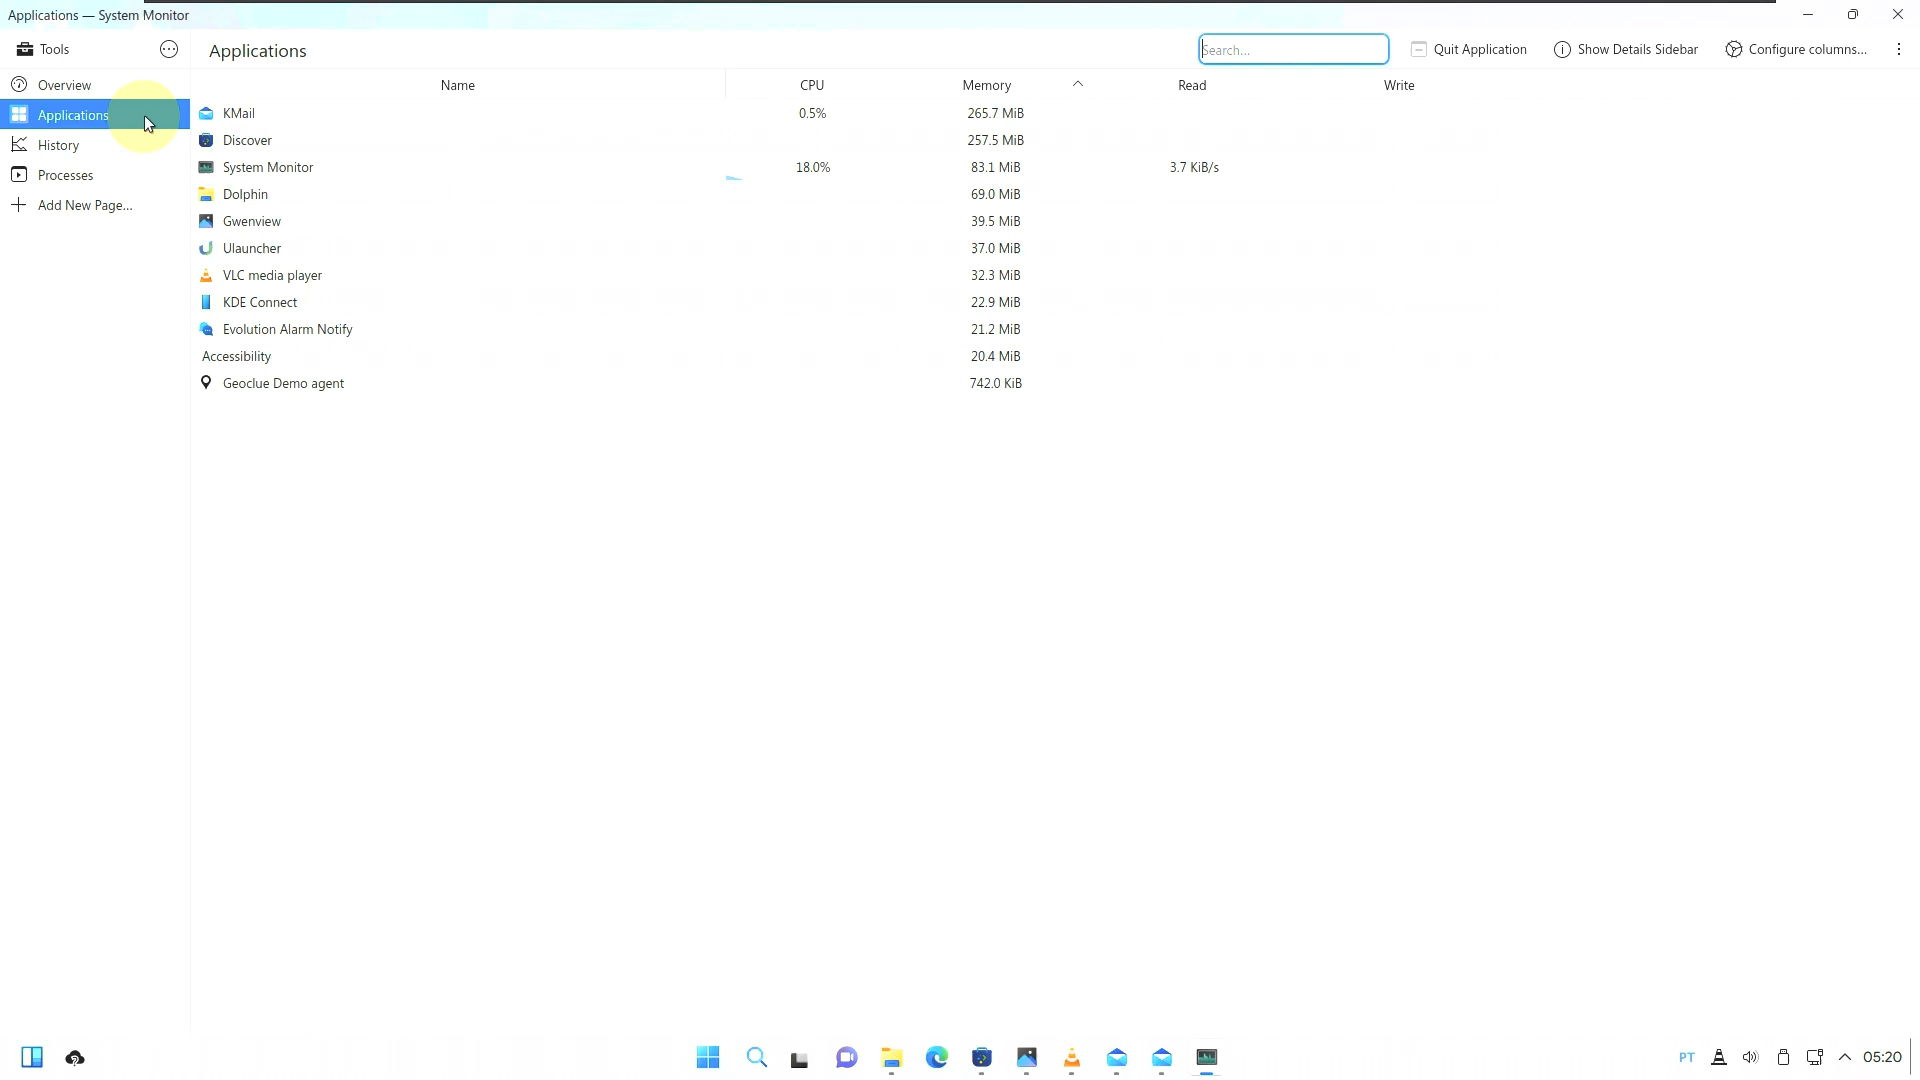 Applications — System Monitor
Tools
Applications
Search...
Quit Application
Show Details Sidebar
Configure columns...
Overview
Applications
History
Processes
Add New Page...
Name CPU Memory Read Write
KMail 0.5% 265.7 MiB
Discover 257.5 MiB
System Monitor 18.0% 83.1 MiB 3.7 KiB/s
Dolphin 69.0 MiB
Gwenview 39.5 MiB
Ulauncher 37.0 MiB
VLC media player 32.3 MiB
KDE Connect 22.9 MiB
Evolution Alarm Notify 21.2 MiB
Accessibility 20.4 MiB
Geoclue Demo agent 742.0 KiB
PT 05:20